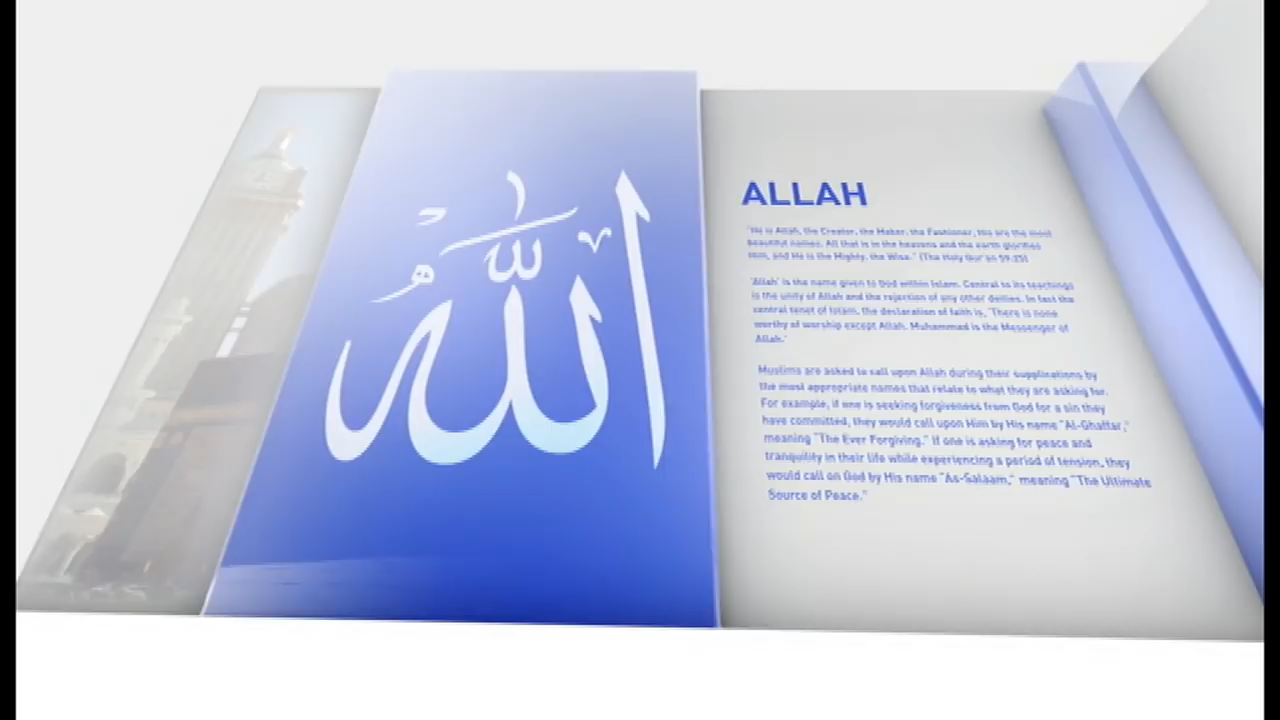 اللّٰهُ
ALLAH
"He is Allah, the Creator, the Maker, the Fashioner, His are the most
beautiful names. All that is in the heavens and the earth glorifies
Him, and He is the Mighty, the Wise." (The Holy Qur'an 59:25)
'Allah' is the name given to God within Islam. Central to its teachings
is the unity of Allah and the rejection of any other deities. In fact the
central tenet of Islam, the declaration of faith is, 'There is none
worthy of worship except Allah. Muhammad is the Messenger of
Allah.'
Muslims are asked to call upon Allah during their supplications by
the most appropriate names that relate to what they are asking for.
For example, if one is seeking forgiveness from God for a sin they
have committed, they would call upon Him by His name "Al-Ghaffar,"
meaning "The Ever Forgiving." If one is asking for peace and
tranquility in their life while experiencing a period of tension, they
would call on God by His name "As-Salaam," meaning "The Ultimate
Source of Peace."